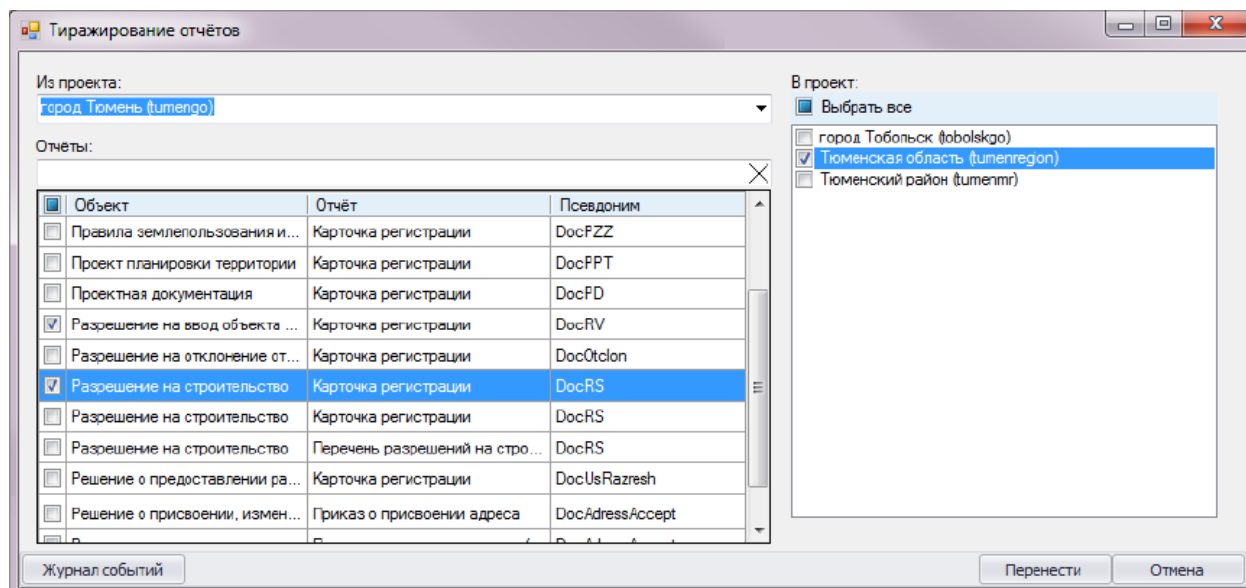 Тиражирование отчётов
Из проекта:
город Тюмень (tumengo)
Отчёты:
Объект Отчёт Псевдоним
Правила землепользования и... Карточка регистрации DocPZZ
Проект планировки территории Карточка регистрации DocPPT
Проектная документация Карточка регистрации DocPD
Разрешение на ввод объекта ... Карточка регистрации DocRV
Разрешение на отклонение от... Карточка регистрации DocOtclon
Разрешение на строительство Карточка регистрации DocRS
Разрешение на строительство Карточка регистрации DocRS
Разрешение на строительство Перечень разрешений на стро... DocRS
Решение о предоставлении ра... Карточка регистрации DocUsRazresh
Решение о присвоении, измен... Приказ о присвоении адреса DocAdressAccept
В проект:
Выбрать все
город Тобольск (tobolskgo)
Тюменская область (tumenregion)
Тюменский район (tumenmr)
Журнал событий Перенести Отмена